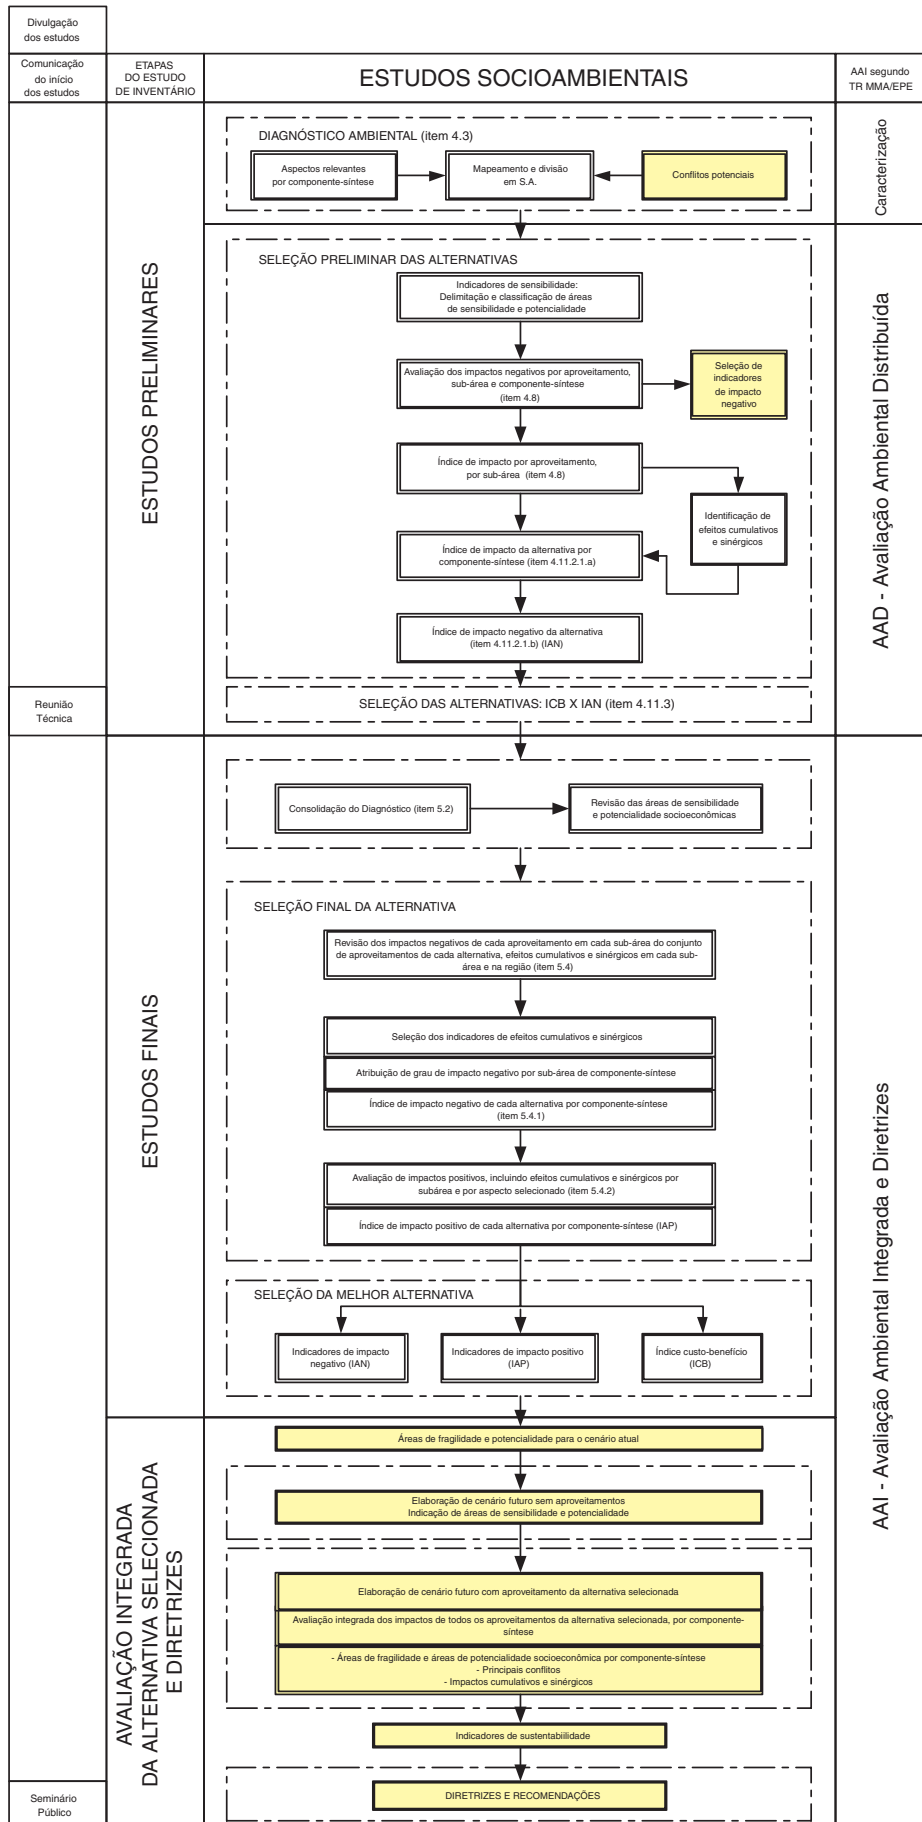 Divulgação
dos estudos
Comunicação
do início
dos estudos
ETAPAS
DO ESTUDO
DE INVENTÁRIO
ESTUDOS SOCIOAMBIENTAIS
AAI segundo
TR MMA/EPE
ESTUDOS PRELIMINARES
DIAGNÓSTICO AMBIENTAL (item 4.3)
Aspectos relevantes
por componente-síntese
Mapeamento e divisão
em S.A.
Conflitos potenciais
Caracterização
SELEÇÃO PRELIMINAR DAS ALTERNATIVAS
Indicadores de sensibilidade:
Delimitação e classificação de áreas
de sensibilidade e potencialidade
Avaliação dos impactos negativos por aproveitamento,
sub-área e componente-síntese
(item 4.8)
Seleção de
indicadores
de impacto
negativo
Índice de impacto por aproveitamento,
por sub-área (item 4.8)
Identificação de
efeitos cumulativos
e sinérgicos
Índice de impacto da alternativa por
componente-síntese (item 4.11.2.1.a)
Índice de impacto negativo da alternativa
(item 4.11.2.1.b) (IAN)
AAD - Avaliação Ambiental Distribuída
Reunião
Técnica
SELEÇÃO DAS ALTERNATIVAS: ICB X IAN (item 4.11.3)
ESTUDOS FINAIS
Consolidação do Diagnóstico (item 5.2)
Revisão das áreas de sensibilidade
e potencialidade socioeconômicas
SELEÇÃO FINAL DA ALTERNATIVA
Revisão dos impactos negativos de cada aproveitamento em cada sub-área do conjunto
de aproveitamentos de cada alternativa, efeitos cumulativos e sinérgicos em cada sub-
área e na região (item 5.4)
Seleção dos indicadores de efeitos cumulativos e sinérgicos
Atribuição de grau de impacto negativo por sub-área de componente-síntese
Índice de impacto negativo de cada alternativa por componente-síntese
(item 5.4.1)
Avaliação de impactos positivos, incluindo efeitos cumulativos e sinérgicos por
subárea e por aspecto selecionado (item 5.4.2)
Índice de impacto positivo de cada alternativa por componente-síntese (IAP)
SELEÇÃO DA MELHOR ALTERNATIVA
Indicadores de impacto
negativo (IAN)
Indicadores de impacto positivo
(IAP)
Índice custo-benefício
(ICB)
AAI - Avaliação Ambiental Integrada e Diretrizes
AVALIAÇÃO INTEGRADA
DA ALTERNATIVA SELECIONADA
E DIRETRIZES
Áreas de fragilidade e potencialidade para o cenário atual
Elaboração de cenário futuro sem aproveitamentos
Indicação de áreas de sensibilidade e potencialidade
Elaboração de cenário futuro com aproveitamento da alternativa selecionada
Avaliação integrada dos impactos de todos os aproveitamentos da alternativa selecionada, por componente-
síntese
- Áreas de fragilidade e áreas de potencialidade socioeconômica por componente-síntese
- Principais conflitos
- Impactos cumulativos e sinérgicos
Indicadores de sustentabiilidade
Seminário
Público
DIRETRIZES E RECOMENDAÇÕES